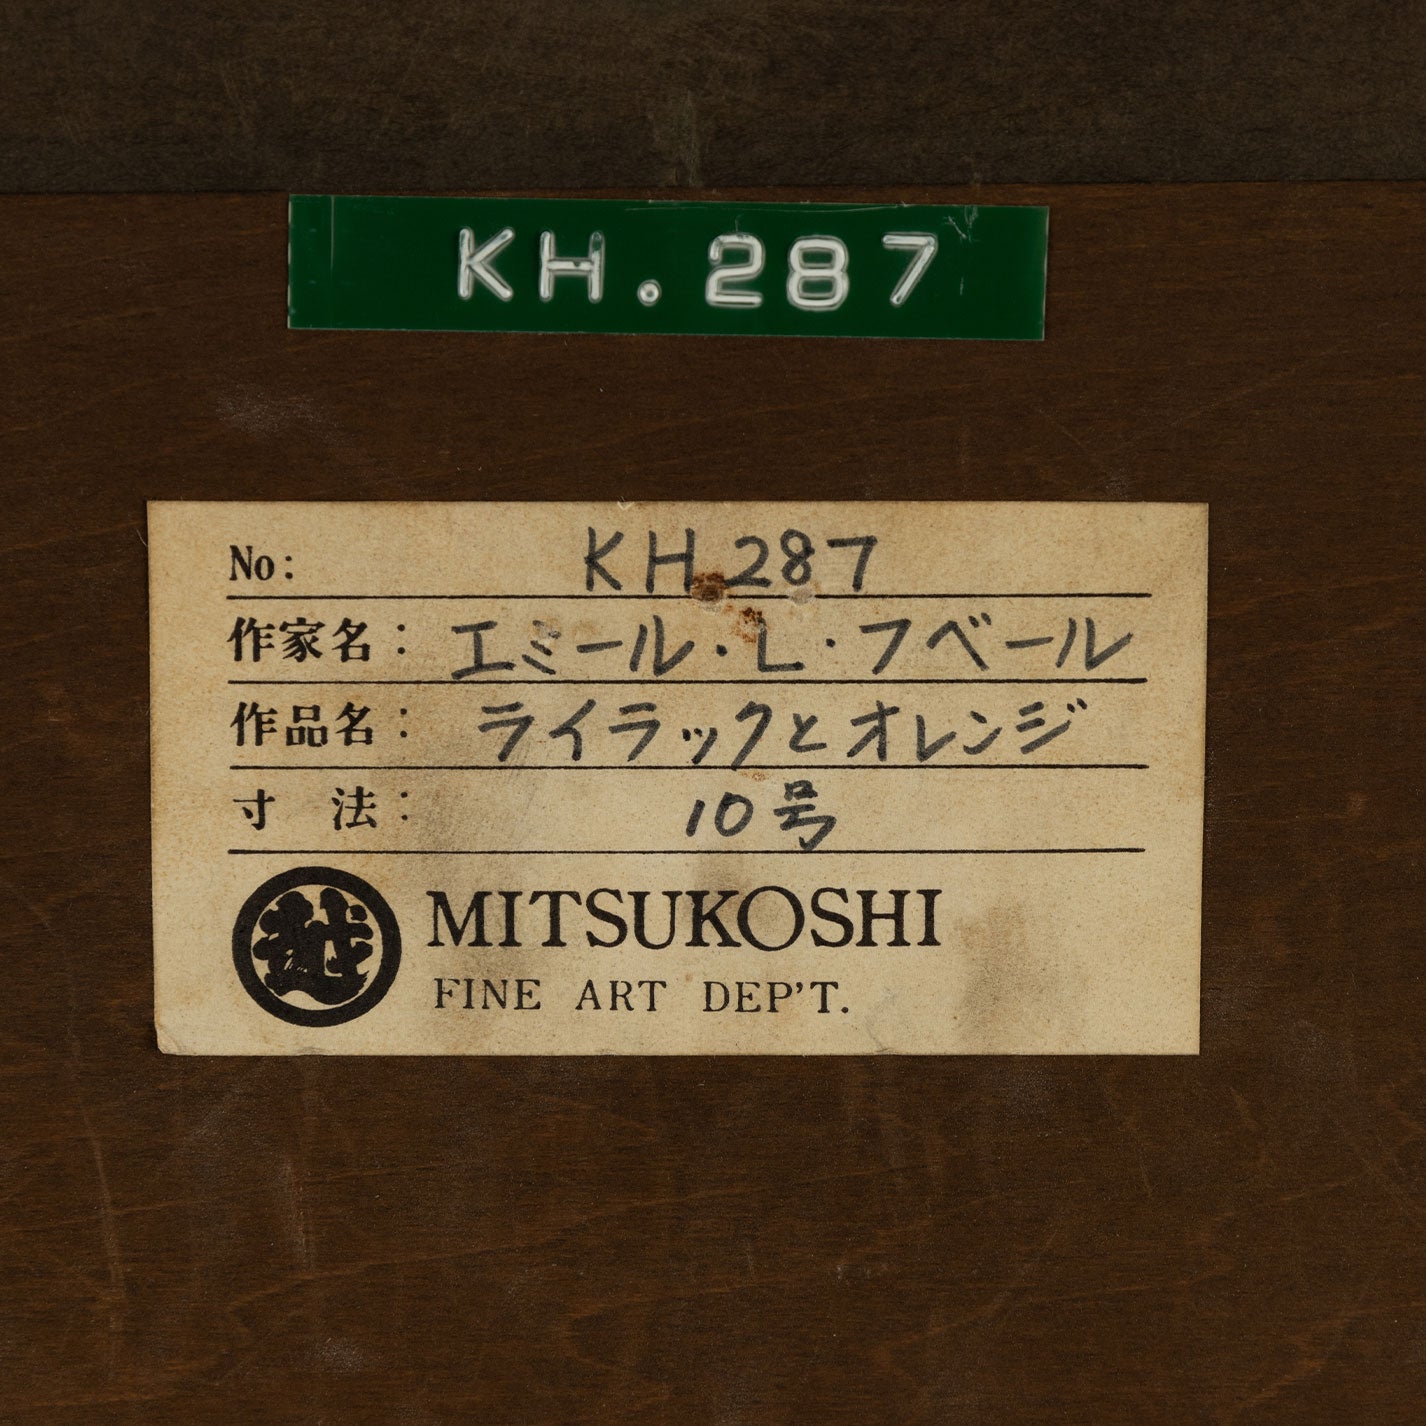 KH.287
No: KH.287
作家名: エミール・L・フベール
作品名: ライラックとオレンジ
寸 法: 10号
越
MITSUKOSHI
FINE ART DEP'T.